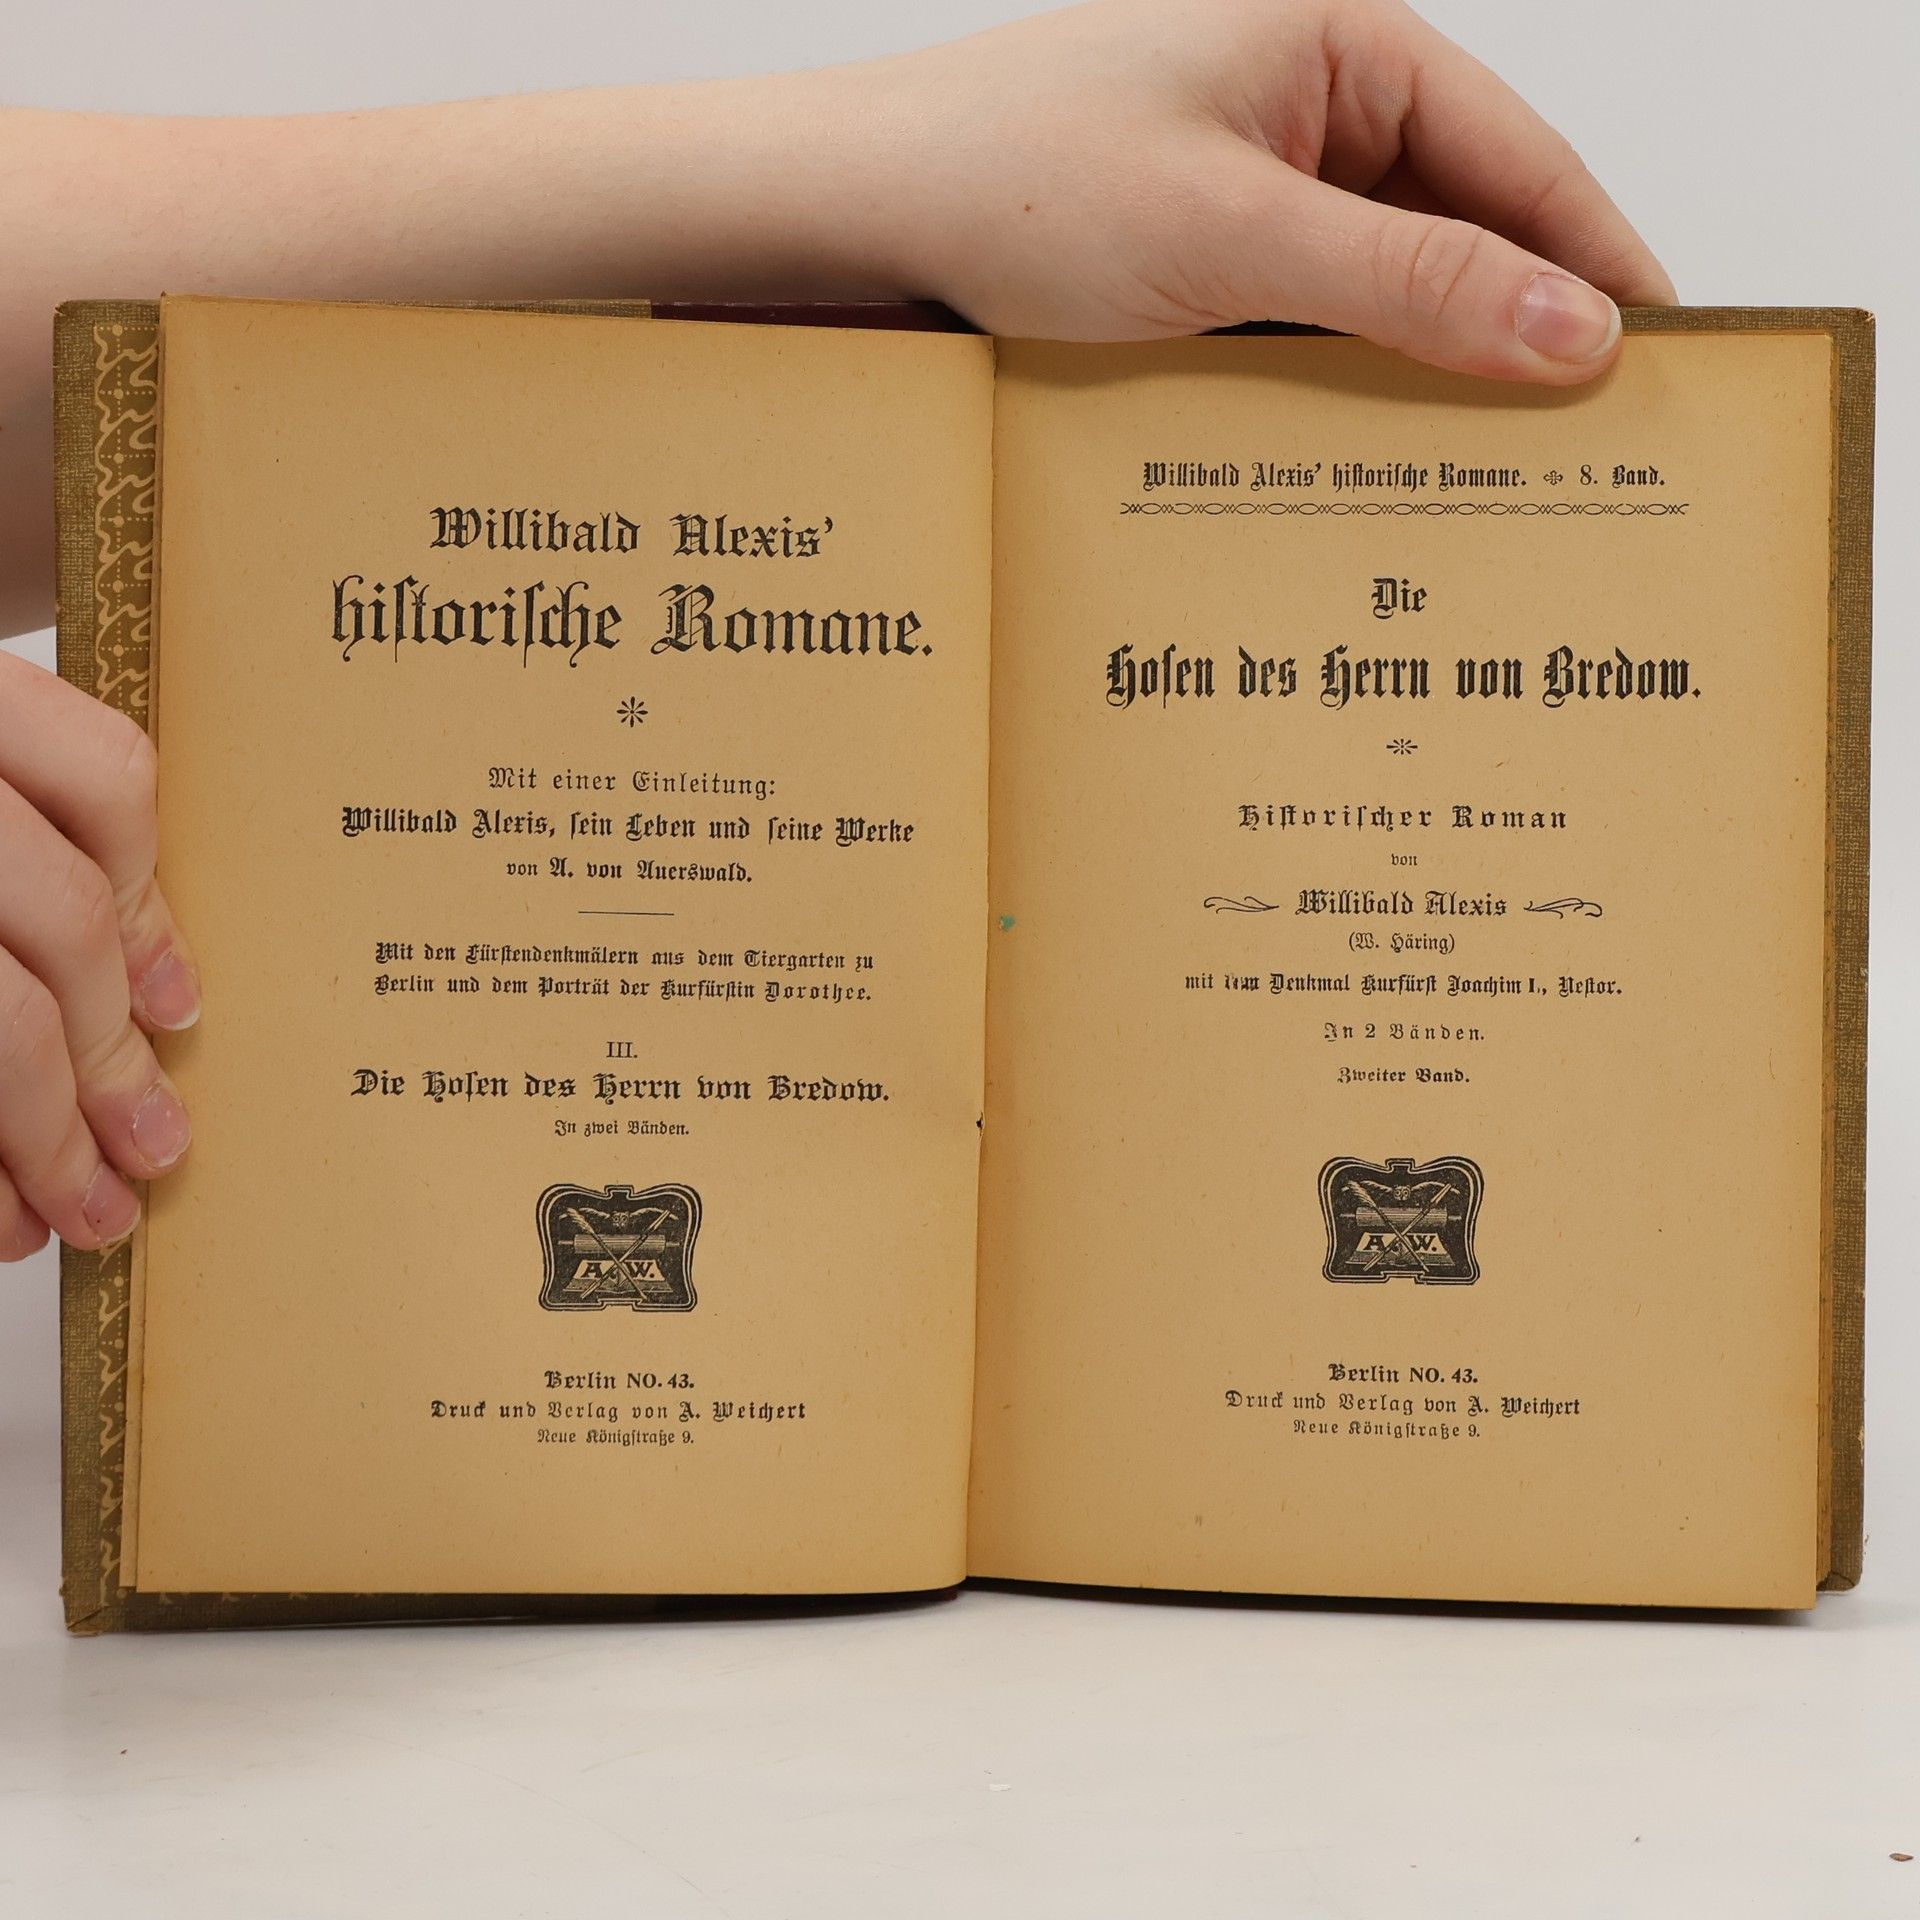 Willibald Alexis'
hiſtoriſche Romane.
Mit einer Einleitung:
Willibald Alexis, ſein Leben und ſeine Werke
von A. von Auerswald.
Mit den Fürſtendenkmälern aus dem Tiergarten zu
Berlin und dem Porträt der Kurfürſtin Dorothee.
III.
Die Hoſen des Herrn von Bredow.
In zwei Bänden.
A. W.
Berlin NO. 43.
Druck und Verlag von A. Weichert
Neue Königſtraße 9.
Willibald Alexis' hiſtoriſche Romane. 8. Band.
Die
Hoſen des Herrn von Bredow.
Hiſtoriſcher Roman
von
Willibald Alexis
(W. Häring)
mit dem Denkmal Kurfürſt Joachim I., Neſtor.
In 2 Bänden.
Zweiter Band.
A. W.
Berlin NO. 43.
Druck und Verlag von A. Weichert
Neue Königſtraße 9.